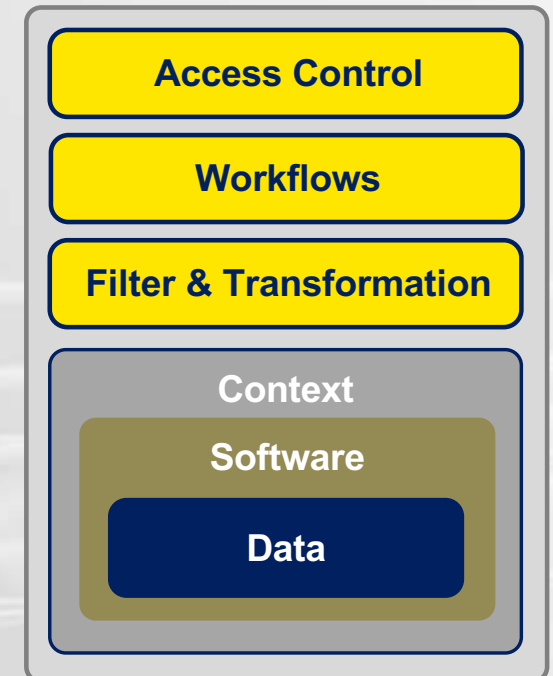 Access Control
Workflows
Filter & Transformation
Context
Software
Data